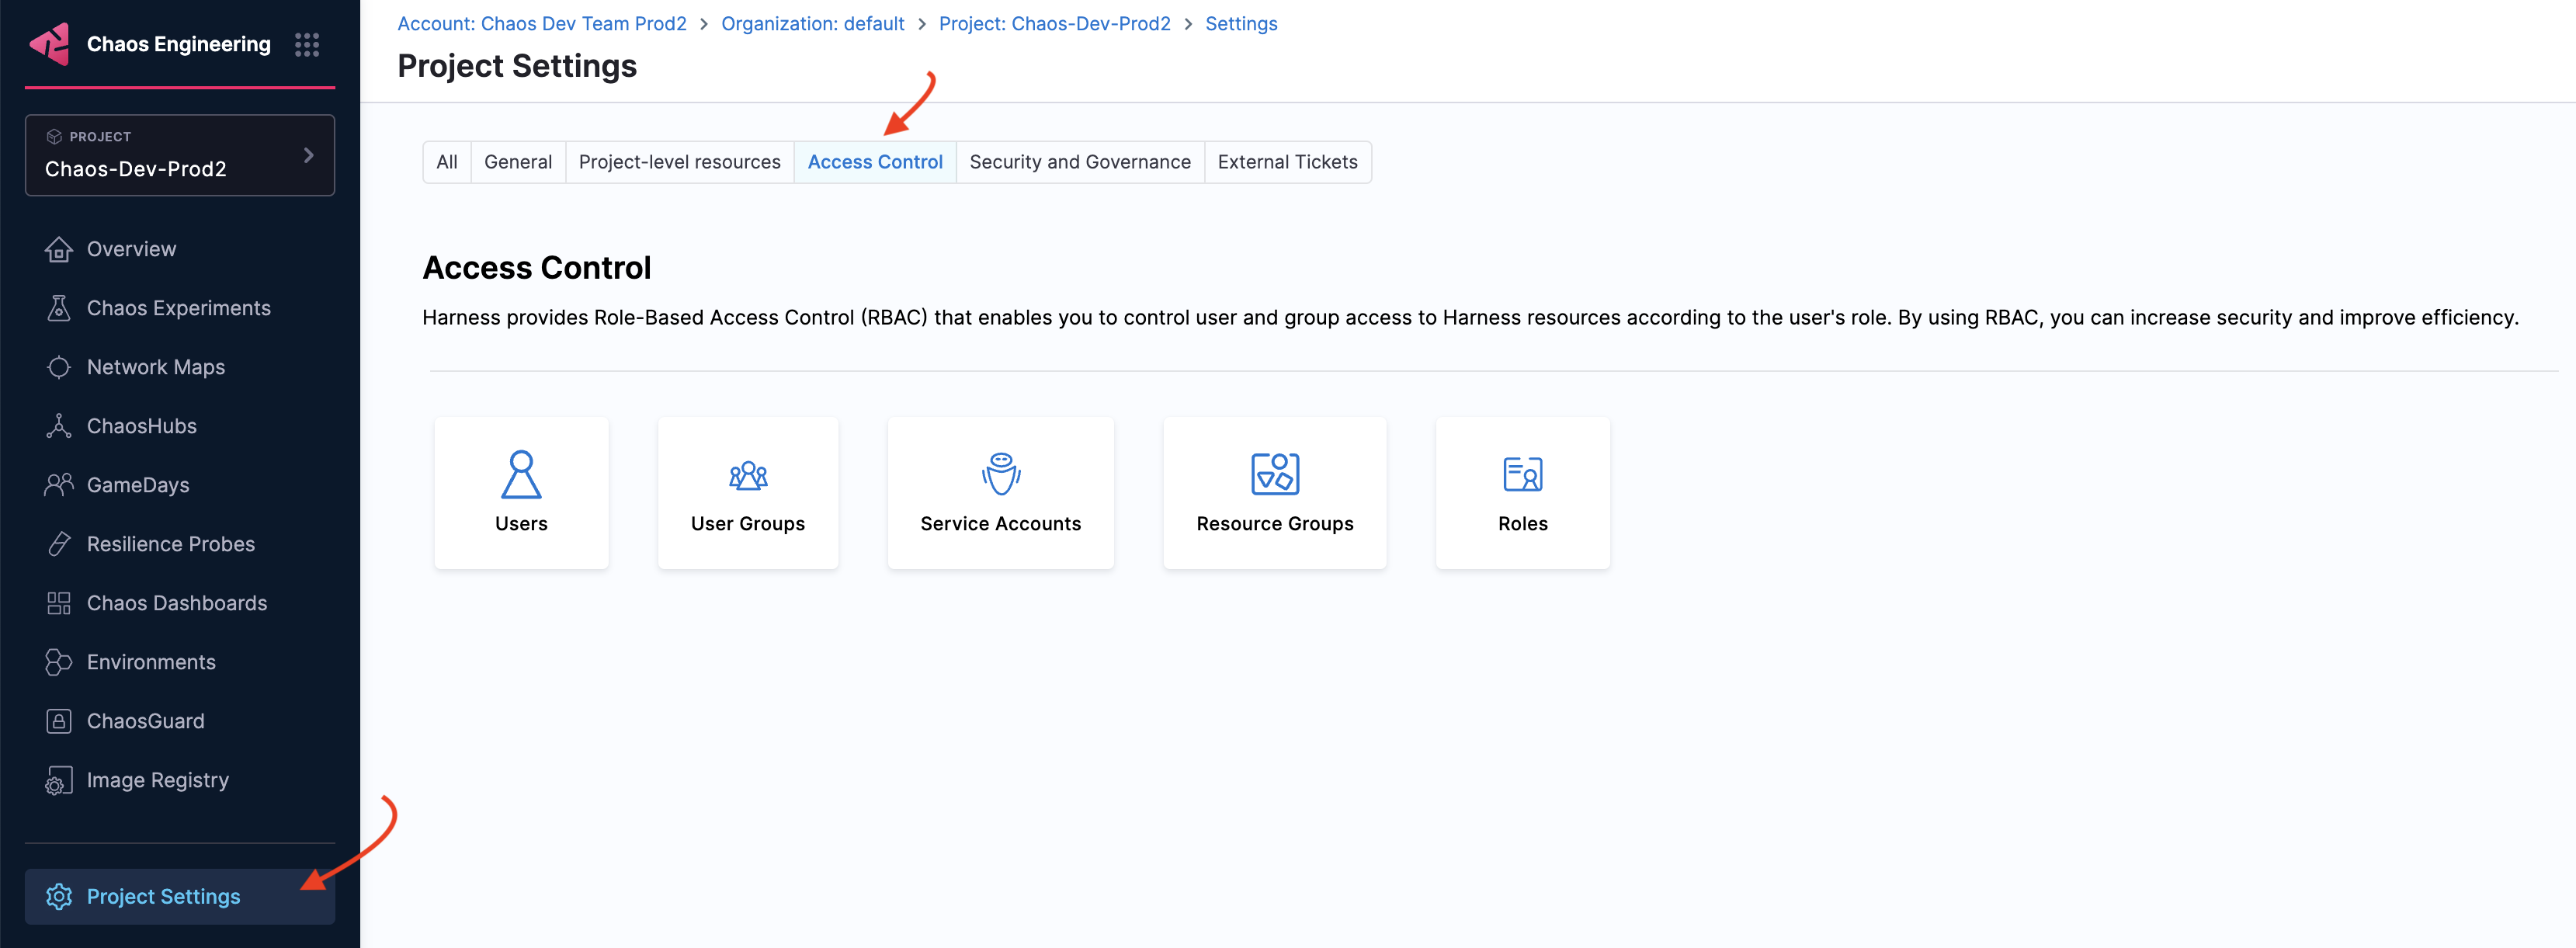 Chaos Engineering
PROJECT
Chaos-Dev-Prod2
Overview
Chaos Experiments
Network Maps
ChaosHubs
GameDays
Resilience Probes
Chaos Dashboards
Environments
ChaosGuard
Image Registry
Project Settings
Account: Chaos Dev Team Prod2 > Organization: default > Project: Chaos-Dev-Prod2 > Settings
Project Settings
All General Project-level resources Access Control Security and Governance External Tickets
Access Control
Harness provides Role-Based Access Control (RBAC) that enables you to control user and group access to Harness resources according to the user's role. By using RBAC, you can increase security and improve efficiency.
Users User Groups Service Accounts Resource Groups Roles